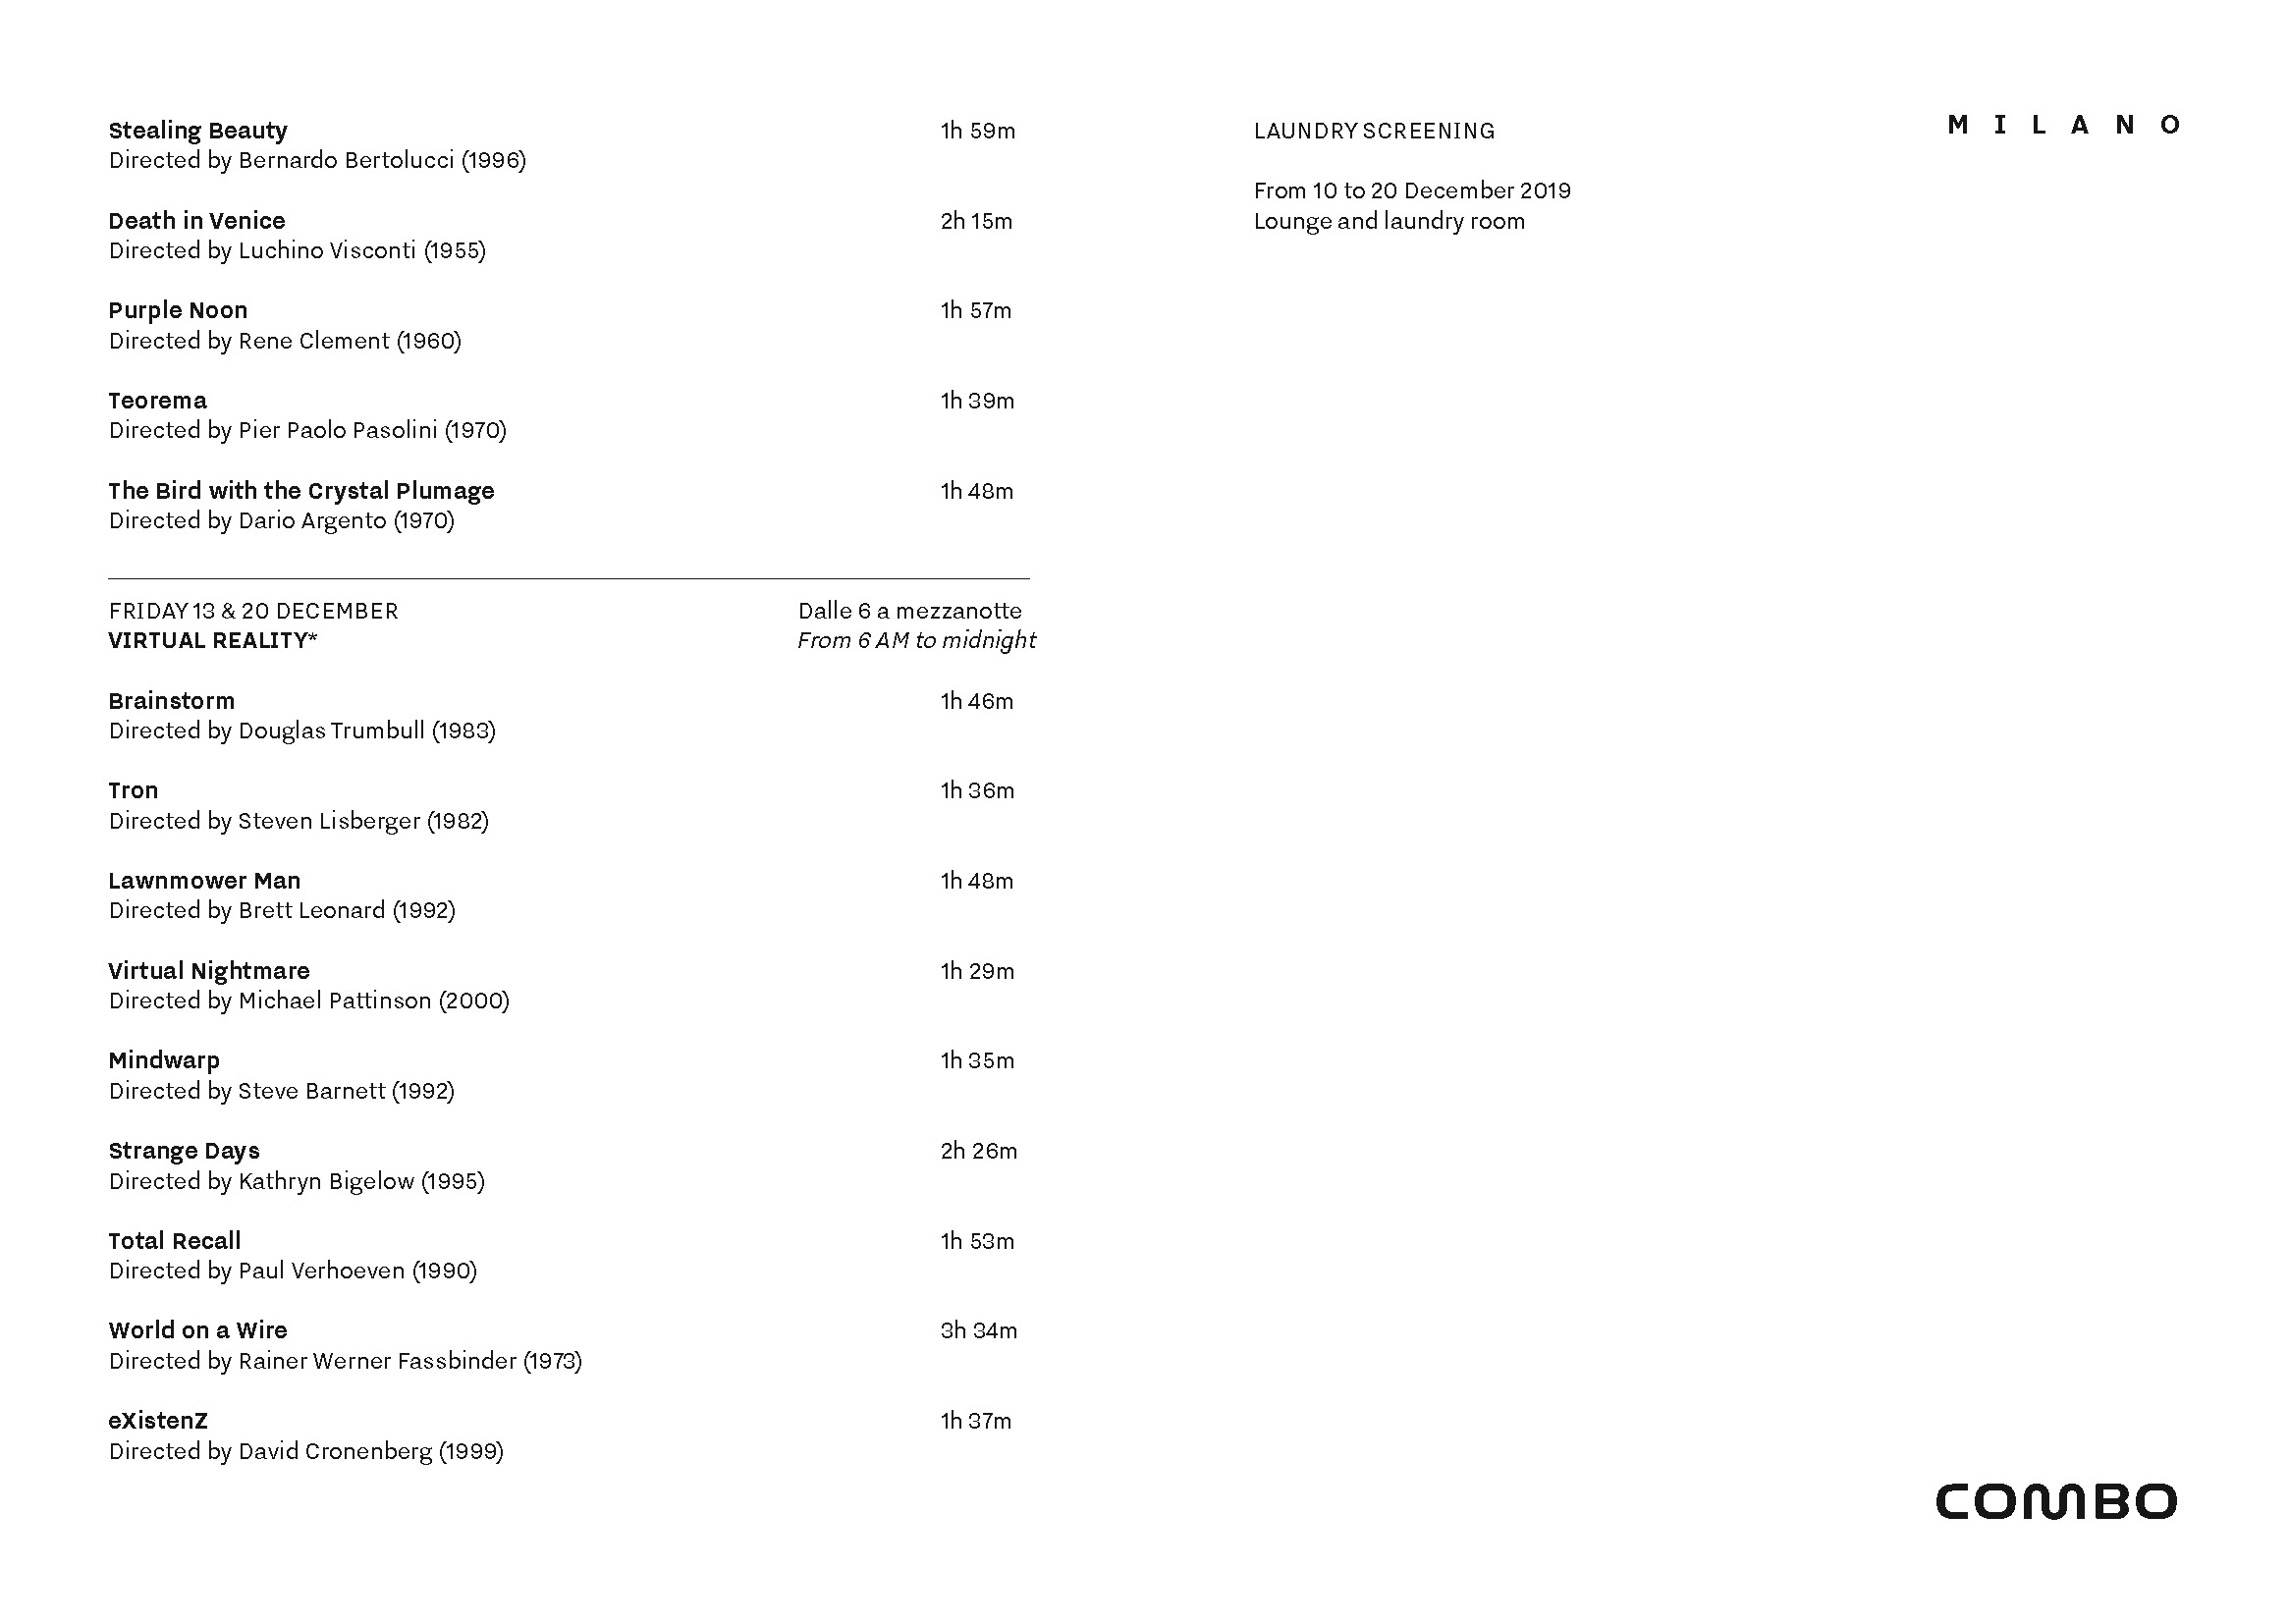 Stealing Beauty 1h 59m
Directed by Bernardo Bertolucci (1996)
Death in Venice 2h 15m
Directed by Luchino Visconti (1955)
Purple Noon 1h 57m
Directed by Rene Clement (1960)
Teorema 1h 39m
Directed by Pier Paolo Pasolini (1970)
The Bird with the Crystal Plumage 1h 48m
Directed by Dario Argento (1970)
FRIDAY 13 & 20 DECEMBER Dalle 6 a mezzanotte
VIRTUAL REALITY* From 6 AM to midnight
Brainstorm 1h 46m
Directed by Douglas Trumbull (1983)
Tron 1h 36m
Directed by Steven Lisberger (1982)
Lawnmower Man 1h 48m
Directed by Brett Leonard (1992)
Virtual Nightmare 1h 29m
Directed by Michael Pattinson (2000)
Mindwarp 1h 35m
Directed by Steve Barnett (1992)
Strange Days 2h 26m
Directed by Kathryn Bigelow (1995)
Total Recall 1h 53m
Directed by Paul Verhoeven (1990)
World on a Wire 3h 34m
Directed by Rainer Werner Fassbinder (1973)
eXistenZ 1h 37m
Directed by David Cronenberg (1999)
LAUNDRY SCREENING
From 10 to 20 December 2019
Lounge and laundry room
MILANO
COMBO